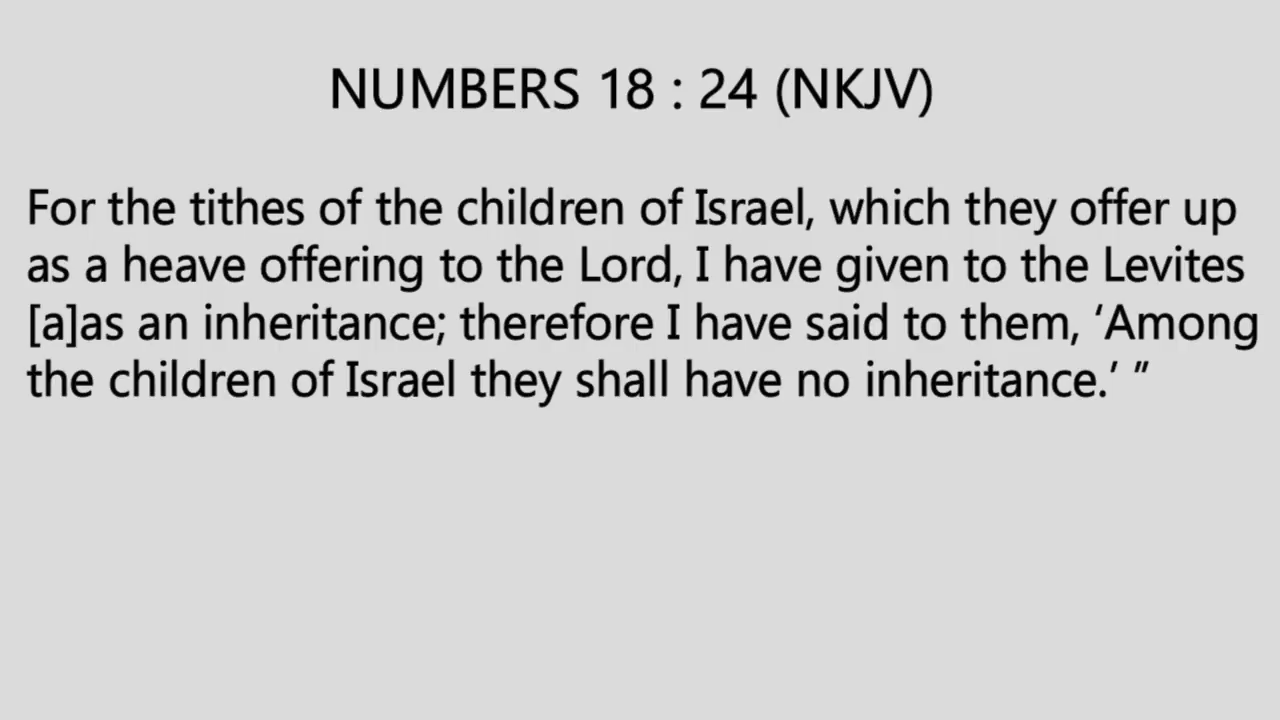 NUMBERS 18 : 24 (NKJV)
For the tithes of the children of Israel, which they offer up
as a heave offering to the Lord, I have given to the Levites
[a]as an inheritance; therefore I have said to them, ‘Among
the children of Israel they shall have no inheritance.’ ”